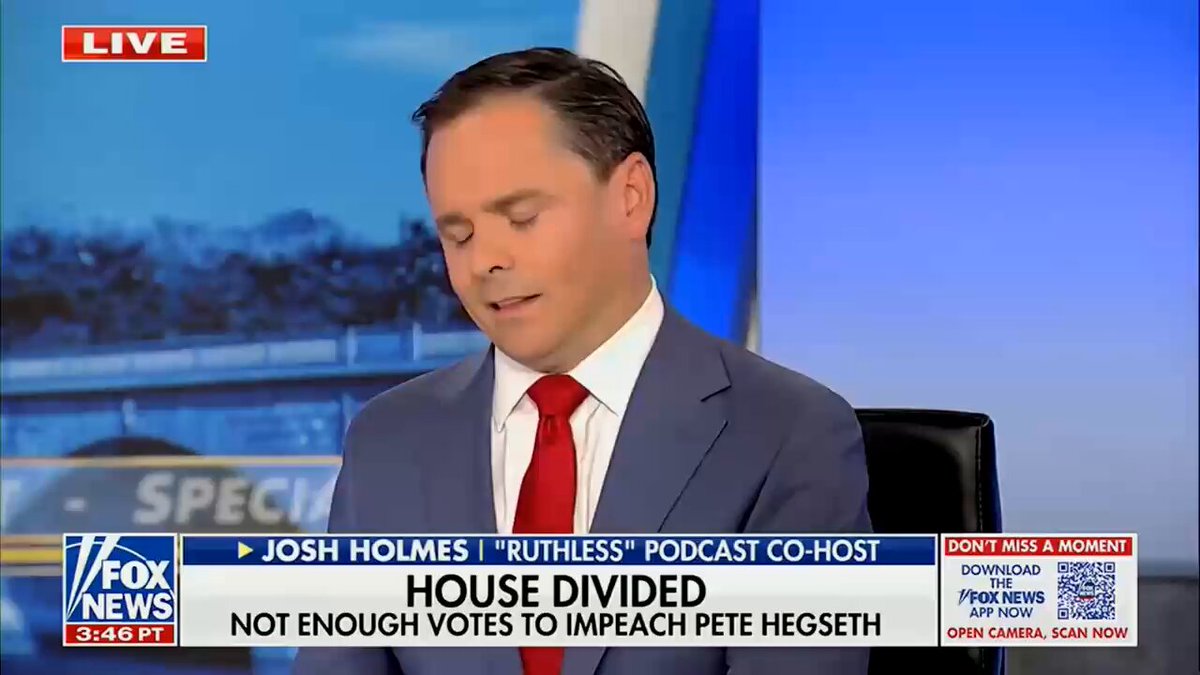 LIVE
T - SPECIA
JOSH HOLMES | "RUTHLESS" PODCAST CO-HOST
HOUSE DIVIDED
NOT ENOUGH VOTES TO IMPEACH PETE HEGSETH
FOX
NEWS
3:46 PT
DON'T MISS A MOMENT
DOWNLOAD
THE
FOX NEWS
APP NOW
OPEN CAMERA, SCAN NOW